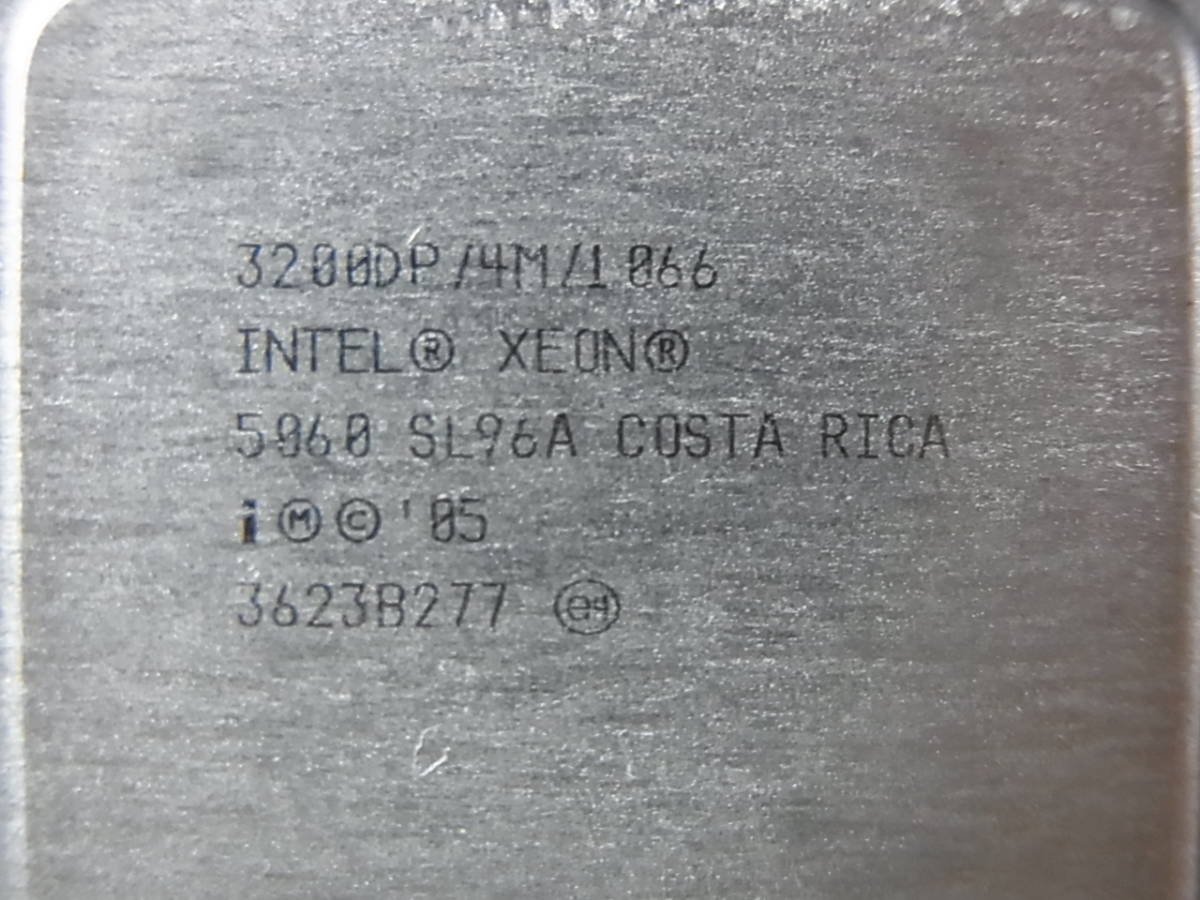 3200DP/4M/1066
INTEL® XEON®
5060 SL96A COSTA RICA
i Ⓜ © '05
3623B277 e4